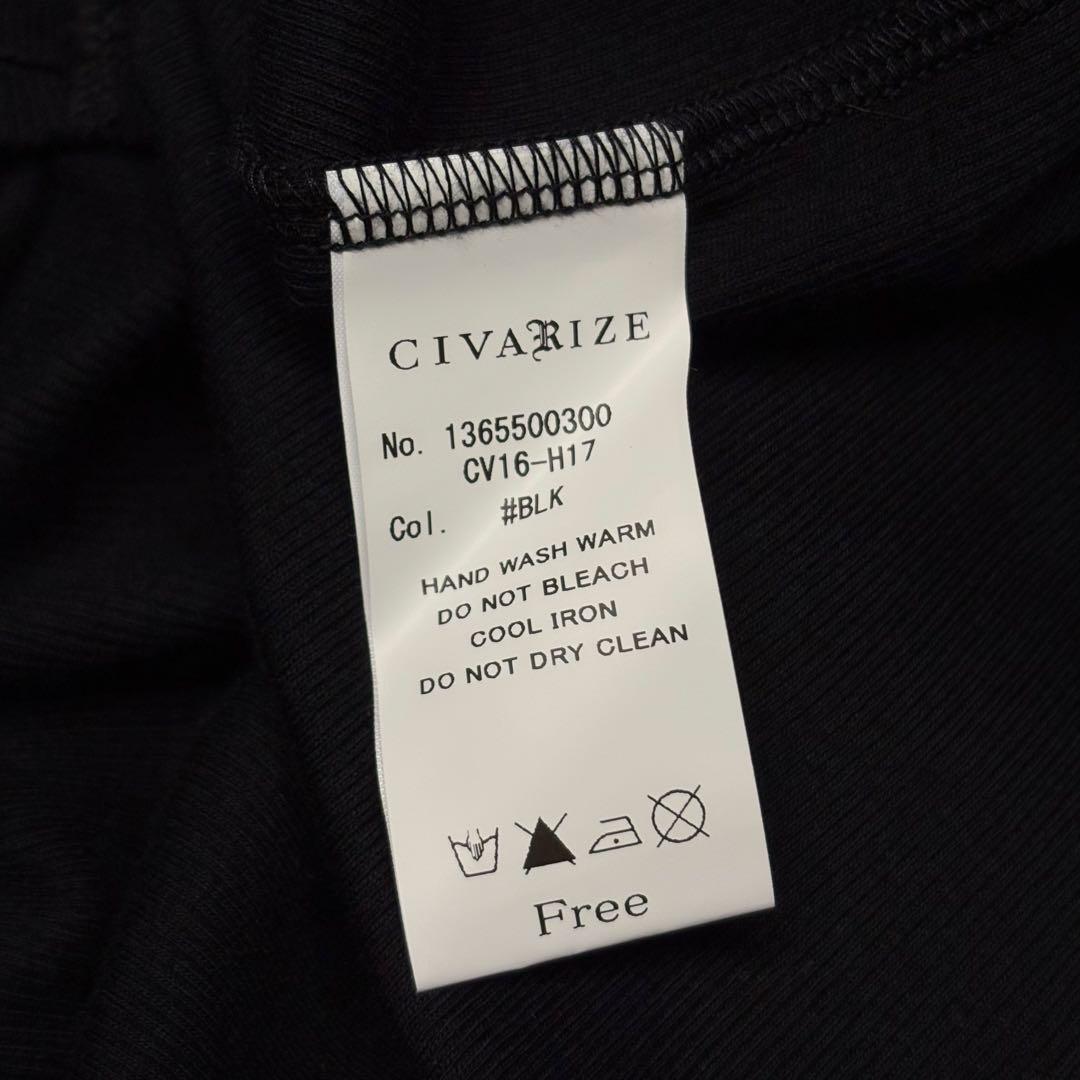 CIVARIZE
No. 1365500300
CV16-H17
Col. #BLK
HAND WASH WARM
DO NOT BLEACH
COOL IRON
DO NOT DRY CLEAN
Free